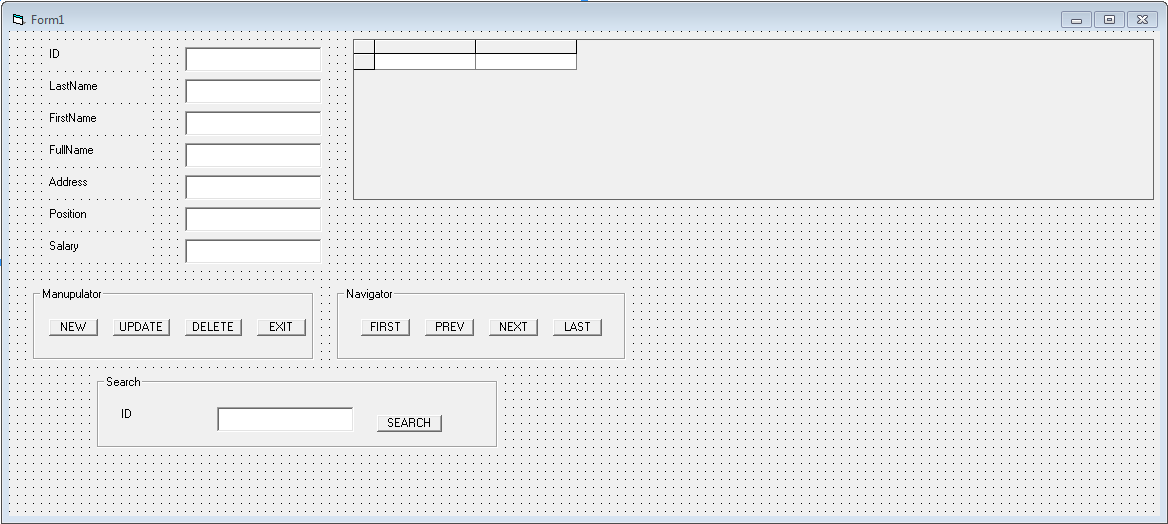 Form1
ID
LastName
FirstName
FullName
Address
Position
Salary
Manupulator
NEW UPDATE DELETE EXIT
Navigator
FIRST PREV NEXT LAST
Search
ID SEARCH